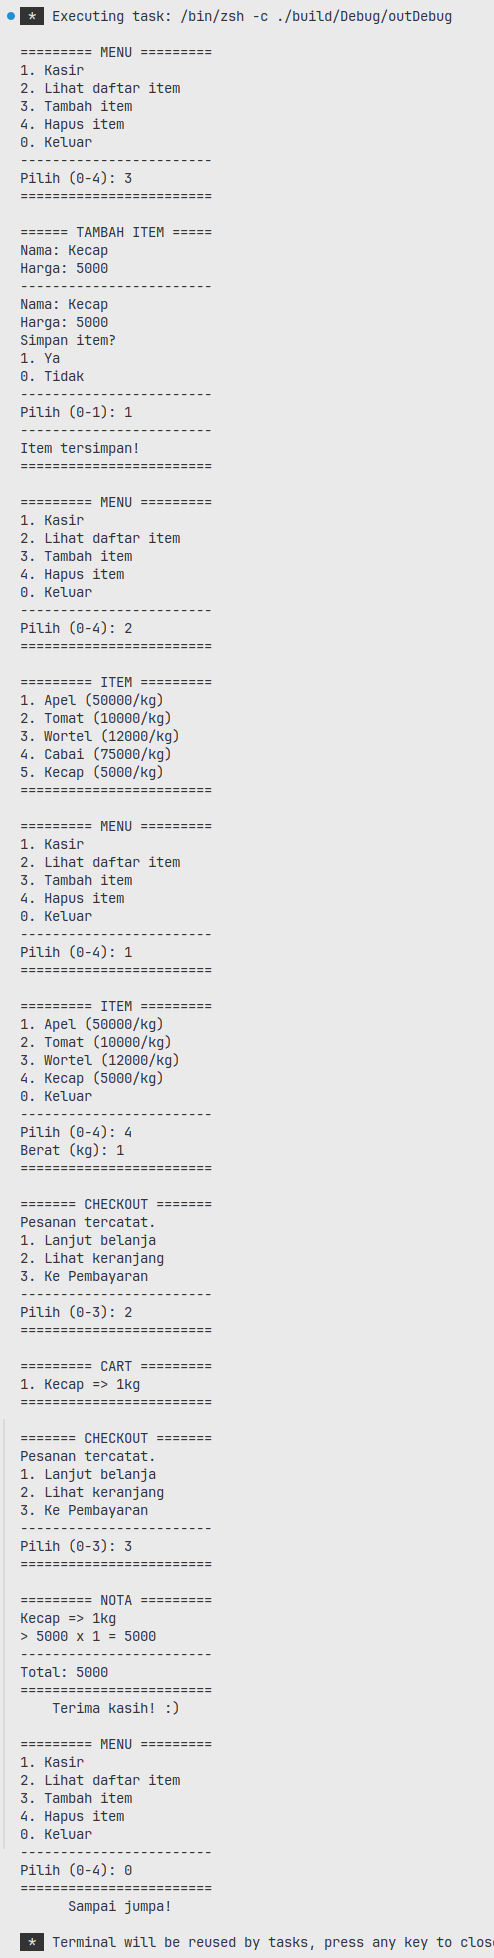 * Executing task: /bin/zsh -c ./build/Debug/outDebug
========= MENU =========
1. Kasir
2. Lihat daftar item
3. Tambah item
4. Hapus item
0. Keluar
------------------------
Pilih (0-4): 3
========================
====== TAMBAH ITEM =====
Nama: Kecap
Harga: 5000
------------------------
Nama: Kecap
Harga: 5000
Simpan item?
1. Ya
0. Tidak
------------------------
Pilih (0-1): 1
------------------------
Item tersimpan!
========================
========= MENU =========
1. Kasir
2. Lihat daftar item
3. Tambah item
4. Hapus item
0. Keluar
------------------------
Pilih (0-4): 2
========================
========= ITEM =========
1. Apel (50000/kg)
2. Tomat (10000/kg)
3. Wortel (12000/kg)
4. Cabai (75000/kg)
5. Kecap (5000/kg)
========================
========= MENU =========
1. Kasir
2. Lihat daftar item
3. Tambah item
4. Hapus item
0. Keluar
------------------------
Pilih (0-4): 1
========================
========= ITEM =========
1. Apel (50000/kg)
2. Tomat (10000/kg)
3. Wortel (12000/kg)
4. Kecap (5000/kg)
0. Keluar
------------------------
Pilih (0-4): 4
Berat (kg): 1
========================
======= CHECKOUT =======
Pesanan tercatat.
1. Lanjut belanja
2. Lihat keranjang
3. Ke Pembayaran
------------------------
Pilih (0-3): 2
========================
========= CART =========
1. Kecap => 1kg
========================
======= CHECKOUT =======
Pesanan tercatat.
1. Lanjut belanja
2. Lihat keranjang
3. Ke Pembayaran
------------------------
Pilih (0-3): 3
========================
========= NOTA =========
Kecap => 1kg
> 5000 x 1 = 5000
------------------------
Total: 5000
========================
Terima kasih! :)
========= MENU =========
1. Kasir
2. Lihat daftar item
3. Tambah item
4. Hapus item
0. Keluar
------------------------
Pilih (0-4): 0
========================
Sampai jumpa!
* Terminal will be reused by tasks, press any key to close